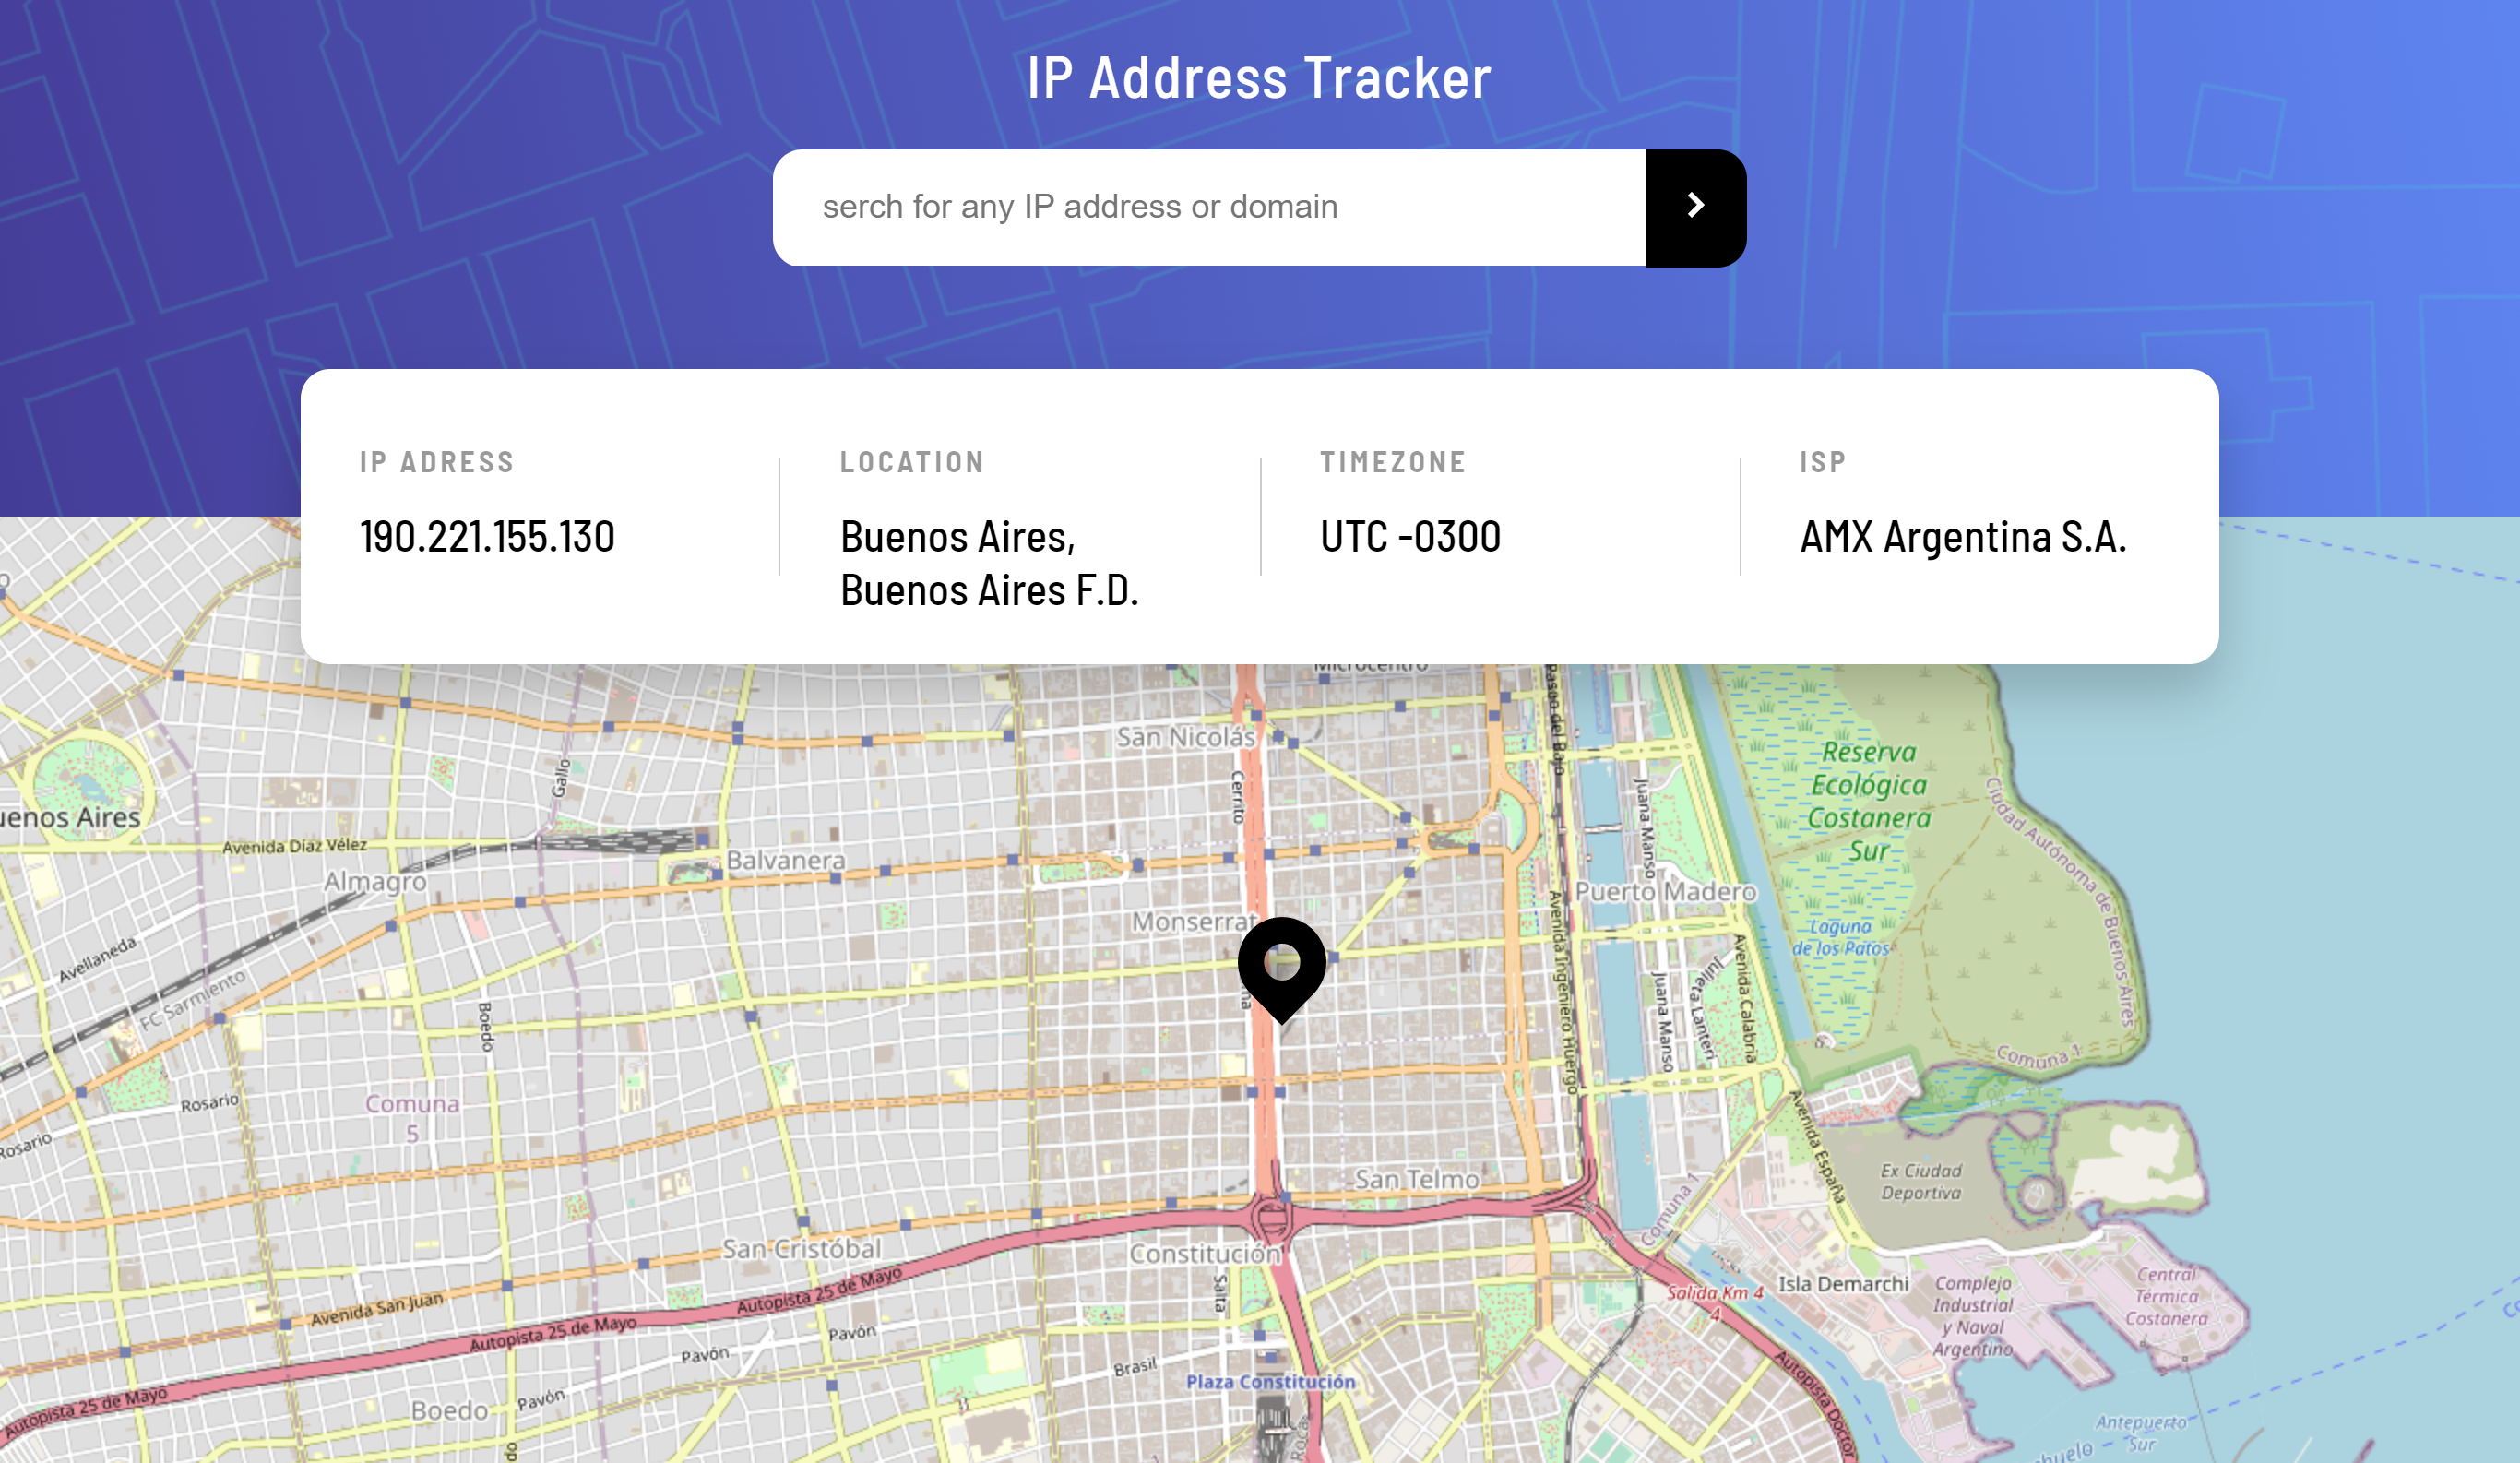 IP Address Tracker
serch for any IP address or domain
IP ADRESS
190.221.155.130
LOCATION
Buenos Aires,
Buenos Aires F.D.
TIMEZONE
UTC -0300
ISP
AMX Argentina S.A.
Microcentro
San Nicolás
Cerrito
Gallo
Paseo del Bajo
Juana Manso
Reserva
Ecológica
Costanera
Sur
Ciudad Autónoma de Buenos Aires
Avenida Díaz Vélez
Almagro
Balvanera
Puerto Madero
Monserrat
Laguna
de los Patos
Avenida Ingeniero Huergo
Juana Manso
Julieta Lanteri
Avenida Calabria
Avellaneda
FC Sarmiento
Boedo
Comuna 1
Comuna
5
Rosario
Rosario
Avenida España
San Telmo
Ex Ciudad
Deportiva
Comuna 1
San Cristóbal
Constitución
Salta
Isla Demarchi
Salida Km 4
4
Complejo
Industrial
y Naval
Argentino
Central
Térmica
Costanera
Avenida San Juan
Autopista 25 de Mayo
Autopista 25 de Mayo
Autopista 25 de Mayo
Pavón
Pavón
Pavón
Brasil
Plaza Constitución
Boedo
Autopista Doctor
Antepuerto
Sur